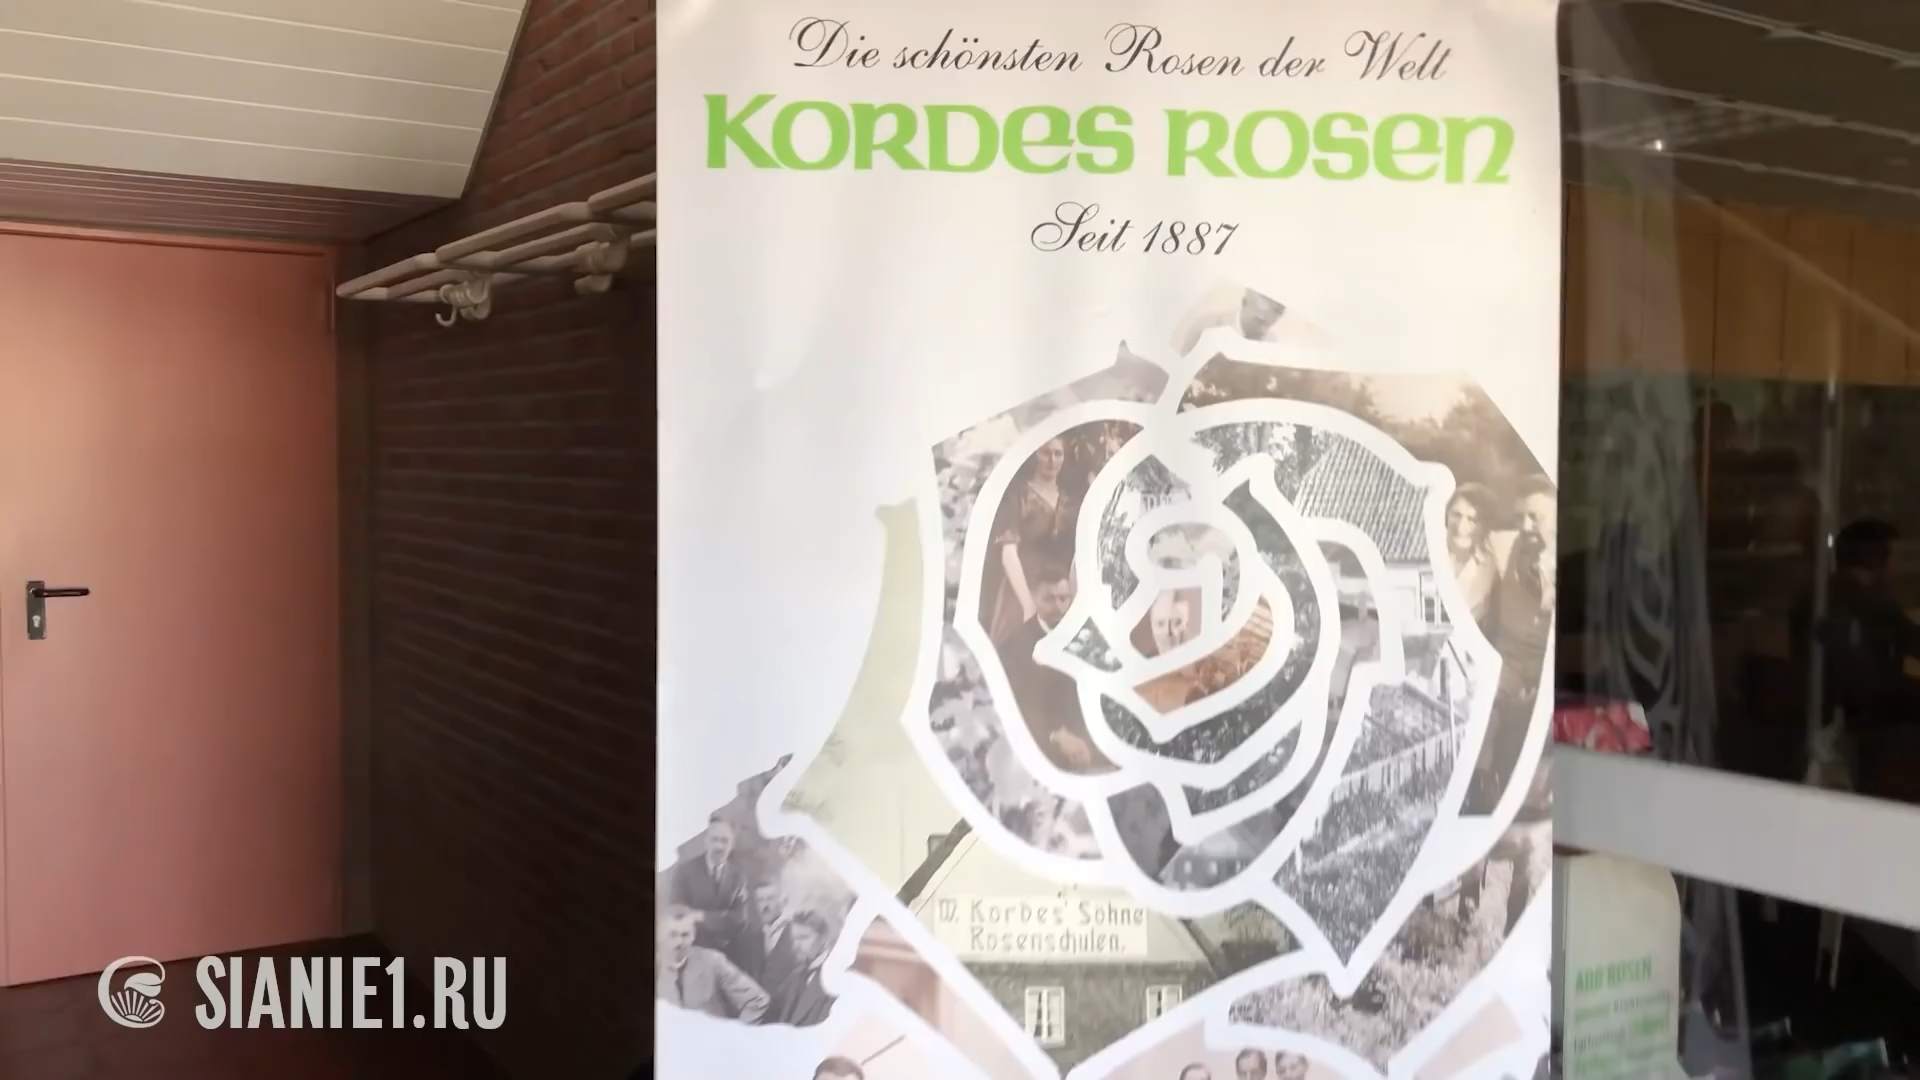 Die schönsten Rosen der Welt
KORDES ROSEN
Seit 1887
W. Kordes' Söhne
Rosenschulen.
ADR ROSEN
SIANIE1.RU